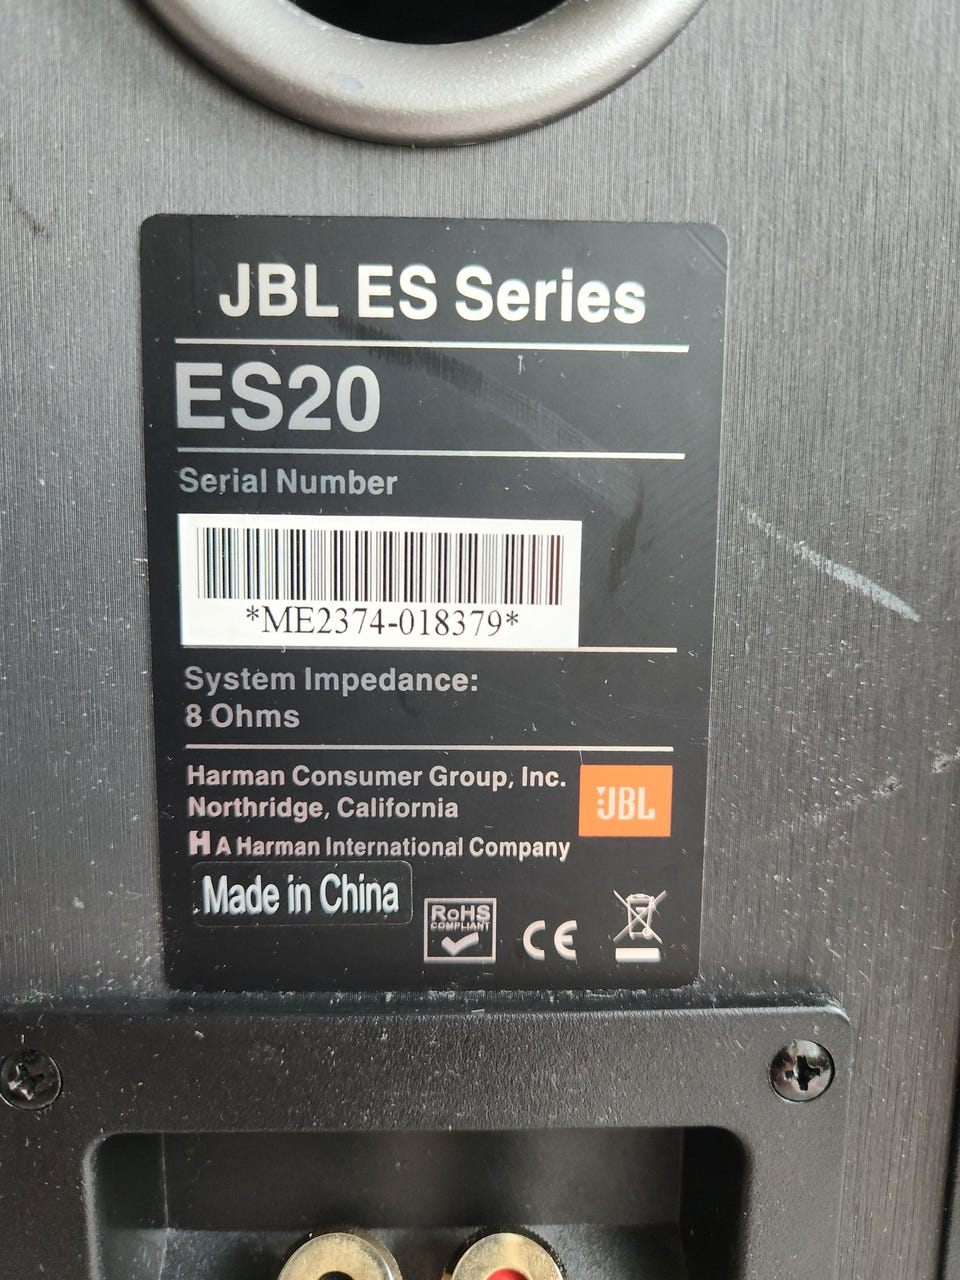 JBL ES Series
ES20
Serial Number
*ME2374-018379*
System Impedance:
8 Ohms
Harman Consumer Group, Inc.
Northridge, California
JBL
H A Harman International Company
Made in China
RoHS
COMPLIANT
CE